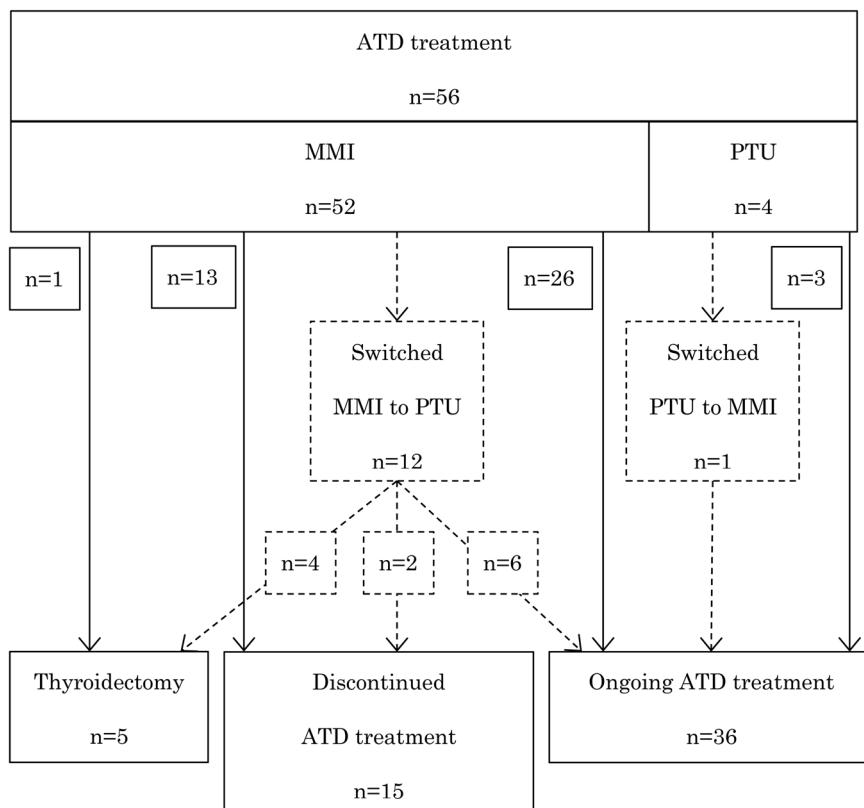 ATD treatment
n=56
MMI
n=52
PTU
n=4
n=1
n=13
n=26
n=3
Switched
MMI to PTU
n=12
Switched
PTU to MMI
n=1
n=4
n=2
n=6
Thyroidectomy
n=5
Discontinued
ATD treatment
n=15
Ongoing ATD treatment
n=36